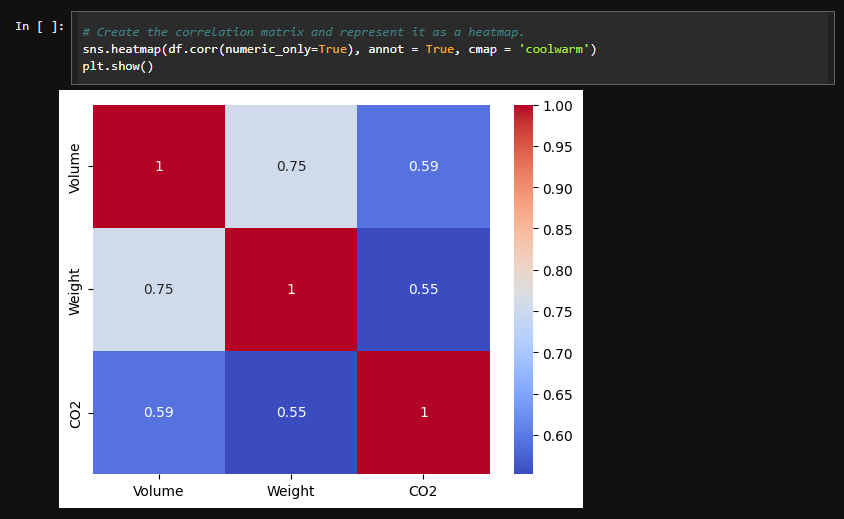 In [ ]:
# Create the correlation matrix and represent it as a heatmap.
sns.heatmap(df.corr(numeric_only=True), annot = True, cmap = 'coolwarm')
plt.show()
Volume
1
0.75
0.59
Weight
0.75
1
0.55
CO2
0.59
0.55
1
Volume
Weight
CO2
1.00
0.95
0.90
0.85
0.80
0.75
0.70
0.65
0.60